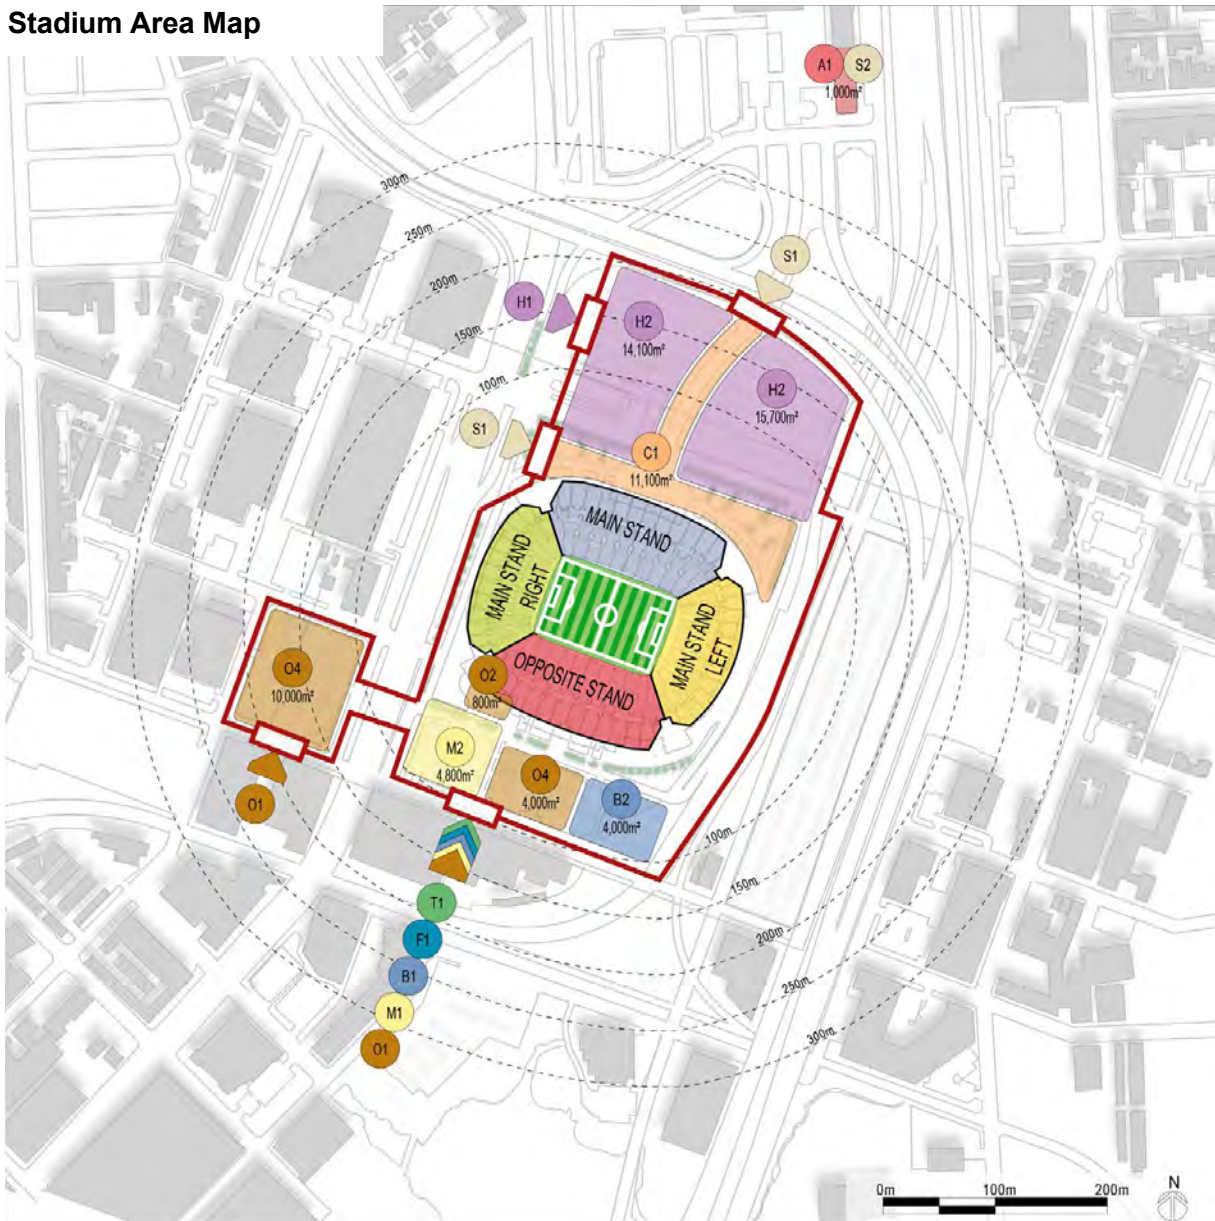 Stadium Area Map
A1
S2
1,000m²
300m
250m
200m
150m
100m
S1
H1
H2
14,100m²
H2
15,700m²
S1
C1
11,100m²
MAIN STAND
MAIN STAND
RIGHT
MAIN STAND
LEFT
OPPOSITE STAND
O4
10,000m²
O2
800m²
M2
4,800m²
O4
4,000m²
B2
4,000m²
O1
100m
150m
200m
250m
300m
T1
F1
B1
M1
O1
0m
100m
200m
N